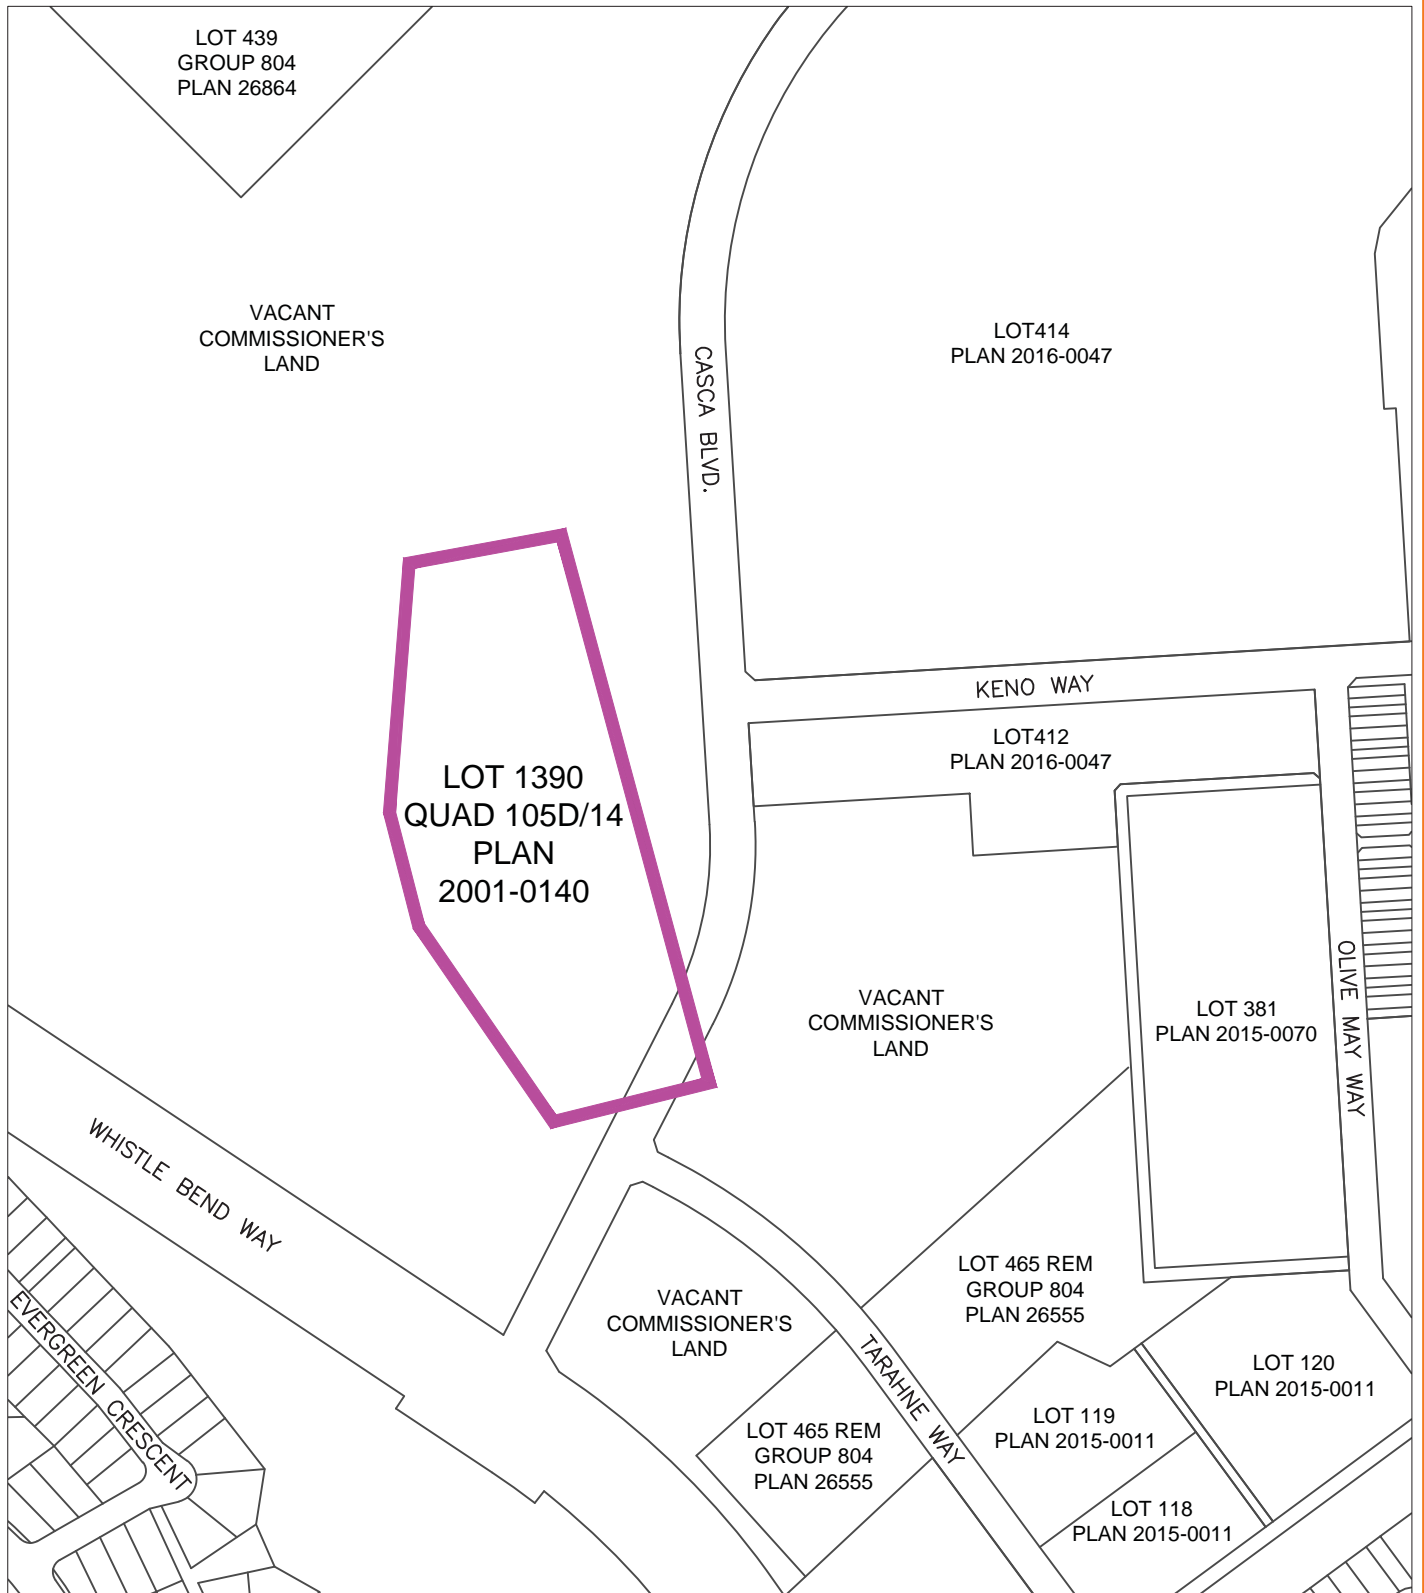 LOT 439
GROUP 804
PLAN 26864
VACANT
COMMISSIONER'S
LAND
LOT414
PLAN 2016-0047
CASCA BLVD.
KENO WAY
LOT412
PLAN 2016-0047
LOT 1390
QUAD 105D/14
PLAN
2001-0140
OLIVE MAY WAY
VACANT
COMMISSIONER'S
LAND
LOT 381
PLAN 2015-0070
WHISTLE BEND WAY
EVERGREEN CRESCENT
VACANT
COMMISSIONER'S
LAND
LOT 465 REM
GROUP 804
PLAN 26555
TARAHNE WAY
LOT 120
PLAN 2015-0011
LOT 119
PLAN 2015-0011
LOT 465 REM
GROUP 804
PLAN 26555
LOT 118
PLAN 2015-0011